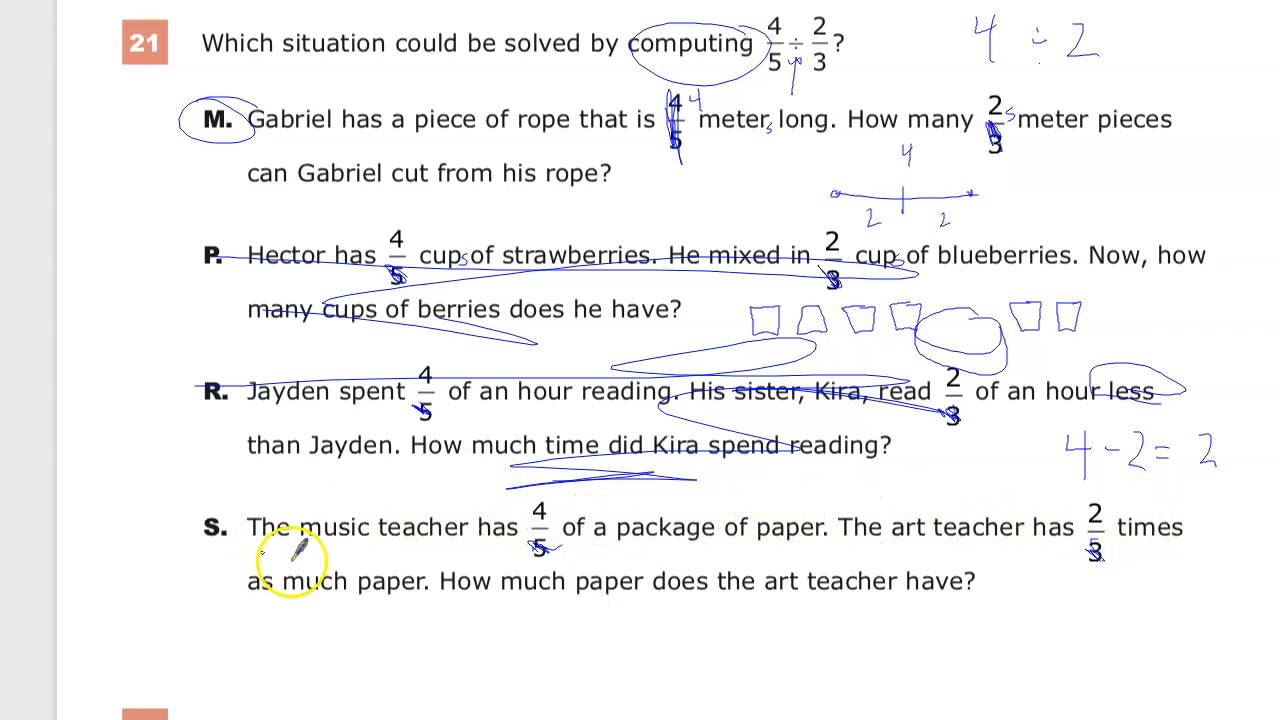 21 Which situation could be solved by computing 4/5 ÷ 2/3? 4 ÷ 2
M. Gabriel has a piece of rope that is 4/5 4 meters long. How many 2/3 s meter pieces
can Gabriel cut from his rope?
4
2 2
P. Hector has 4/5 cups of strawberries. He mixed in 2/3 cups of blueberries. Now, how
many cups of berries does he have?
R. Jayden spent 4/5 of an hour reading. His sister, Kira, read 2/3 of an hour less
than Jayden. How much time did Kira spend reading? 4 - 2 = 2
S. The music teacher has 4/5 of a package of paper. The art teacher has 2/3 times
as much paper. How much paper does the art teacher have?